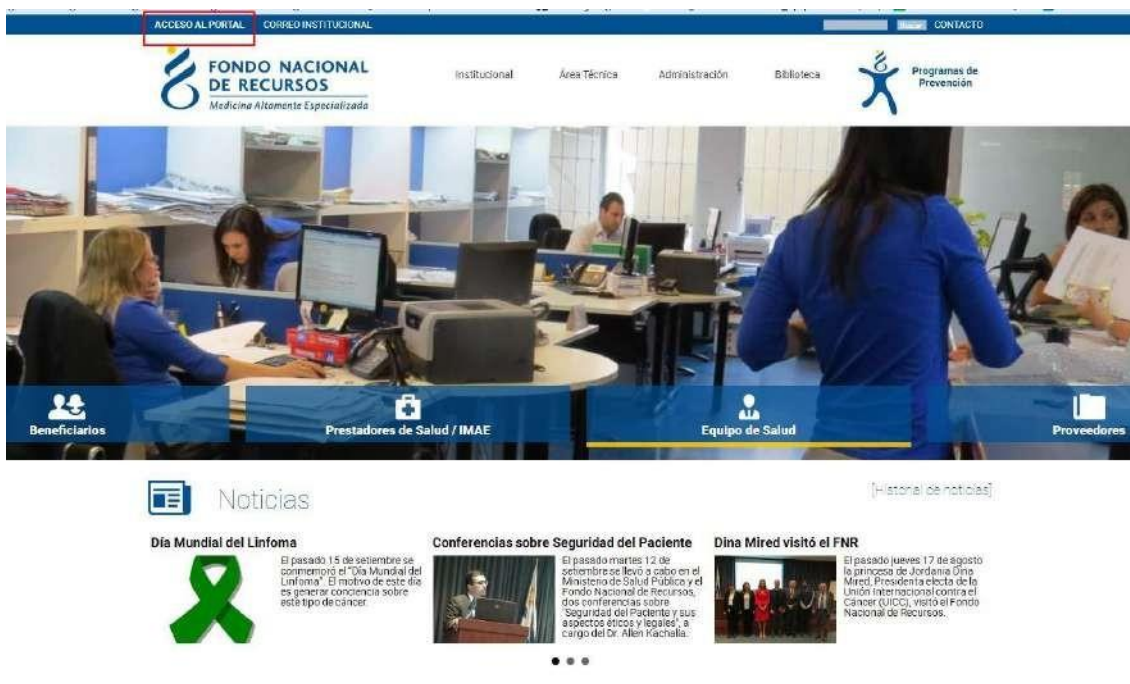 ACCESO AL PORTAL CORREO INSTITUCIONAL Buscar CONTACTO
FONDO NACIONAL
DE RECURSOS
Medicina Altamente Especializada
Institucional Área Técnica Administración Biblioteca
Programas de
Prevención
Beneficiarios Prestadores de Salud / IMAE Equipo de Salud Proveedores
Noticias
[Historial de noticias]
Día Mundial del Linfoma
El pasado 15 de setiembre se
conmemoró el "Día Mundial del
Linfoma". El motivo de este día
es generar conciencia sobre
este tipo de cáncer.
Conferencias sobre Seguridad del Paciente
El pasado martes 12 de
setiembre se llevó a cabo en el
Ministerio de Salud Pública y el
Fondo Nacional de Recursos,
dos conferencias sobre
"Seguridad del Paciente y sus
aspectos éticos y legales", a
cargo del Dr. Allen Kachalia.
Dina Mired visitó el FNR
El pasado jueves 17 de agosto
la princesa de Jordania Dina
Mired, Presidenta electa de la
Unión Internacional contra el
Cáncer (UICC), visitó el Fondo
Nacional de Recursos.